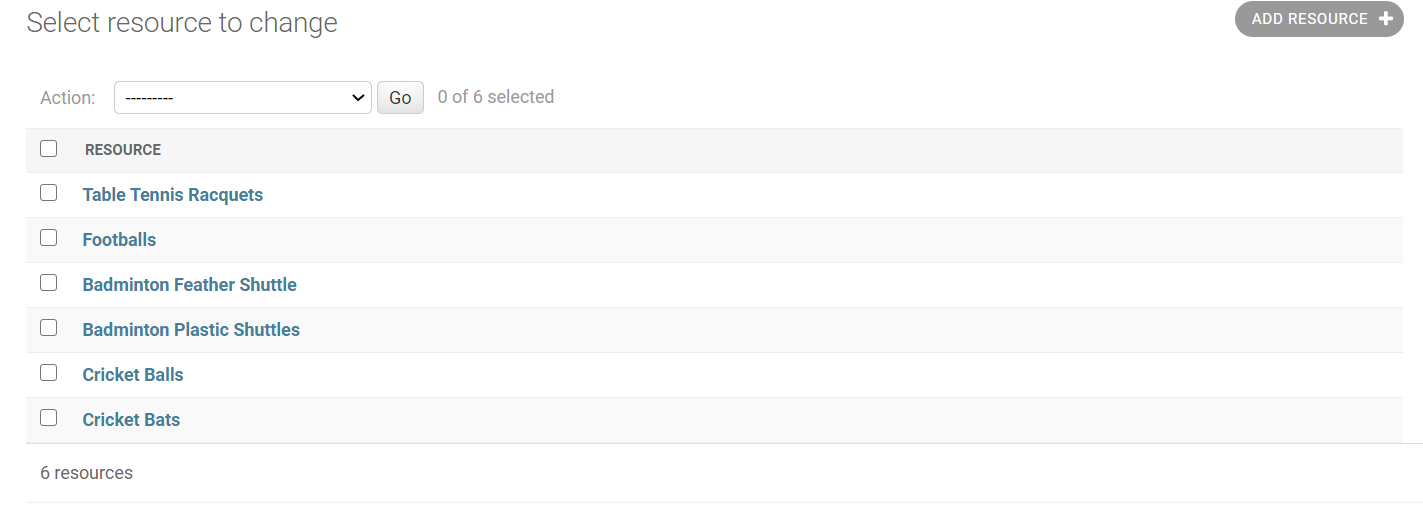 Select resource to change
ADD RESOURCE
Action: --------- Go 0 of 6 selected
RESOURCE
Table Tennis Racquets
Footballs
Badminton Feather Shuttle
Badminton Plastic Shuttles
Cricket Balls
Cricket Bats
6 resources